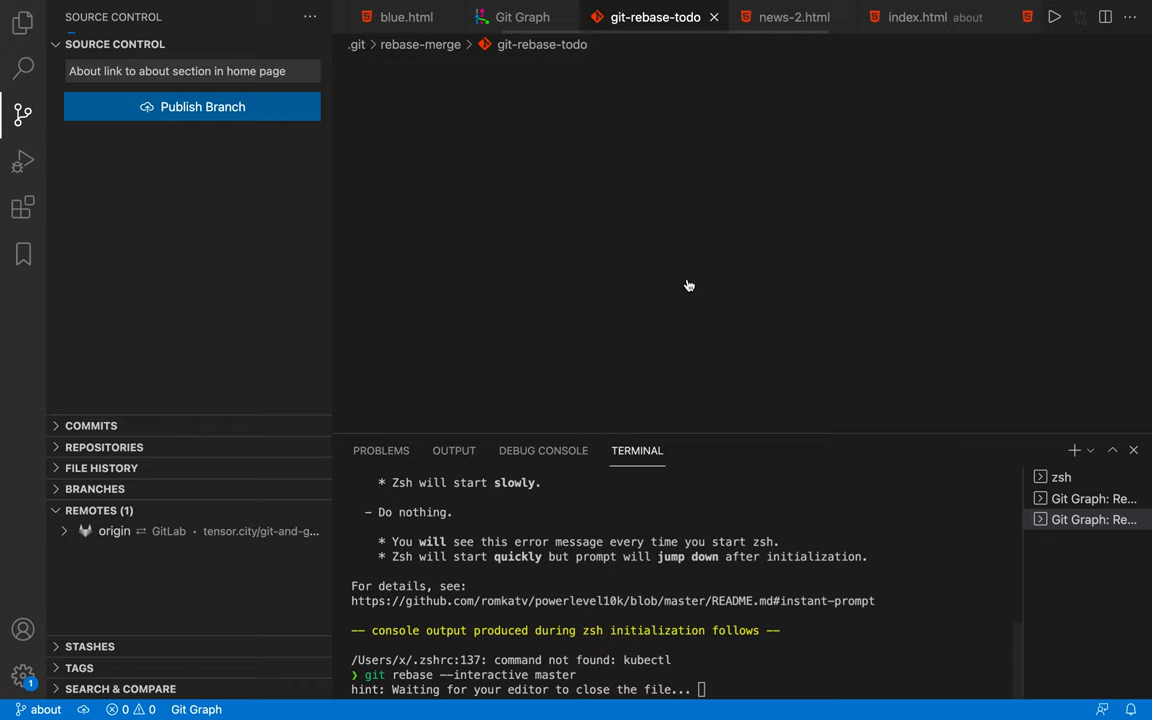 SOURCE CONTROL
blue.html
Git Graph
git-rebase-todo
news-2.html
index.html about
SOURCE CONTROL
.git > rebase-merge > git-rebase-todo
About link to about section in home page
Publish Branch
COMMITS
REPOSITORIES
FILE HISTORY
BRANCHES
REMOTES (1)
origin ⇄ GitLab • tensor.city/git-and-g...
STASHES
TAGS
SEARCH & COMPARE
PROBLEMS
OUTPUT
DEBUG CONSOLE
TERMINAL
* Zsh will start slowly.
– Do nothing.
* You will see this error message every time you start zsh.
* Zsh will start quickly but prompt will jump down after initialization.
For details, see:
https://github.com/romkatv/powerlevel10k/blob/master/README.md#instant-prompt
-- console output produced during zsh initialization follows --
/Users/x/.zshrc:137: command not found: kubectl
❯ git rebase --interactive master
hint: Waiting for your editor to close the file...
zsh
Git Graph: Re...
Git Graph: Re...
1
about
0
0
Git Graph